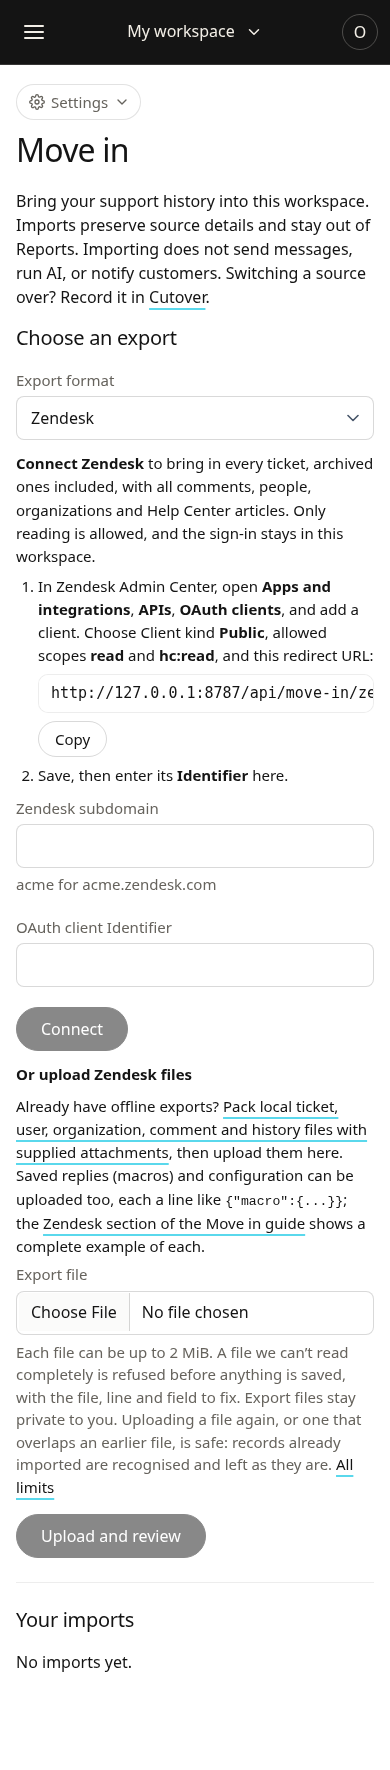 My workspace
O
Settings
Move in
Bring your support history into this workspace.
Imports preserve source details and stay out of
Reports. Importing does not send messages,
run AI, or notify customers. Switching a source
over? Record it in Cutover.
Choose an export
Export format
Zendesk
Connect Zendesk to bring in every ticket, archived
ones included, with all comments, people,
organizations and Help Center articles. Only
reading is allowed, and the sign-in stays in this
workspace.
1. In Zendesk Admin Center, open Apps and
integrations, APIs, OAuth clients, and add a
client. Choose Client kind Public, allowed
scopes read and hc:read, and this redirect URL:
http://127.0.0.1:8787/api/move-in/ze
Copy
2. Save, then enter its Identifier here.
Zendesk subdomain
acme for acme.zendesk.com
OAuth client Identifier
Connect
Or upload Zendesk files
Already have offline exports? Pack local ticket,
user, organization, comment and history files with
supplied attachments, then upload them here.
Saved replies (macros) and configuration can be
uploaded too, each a line like {"macro":{...}};
the Zendesk section of the Move in guide shows a
complete example of each.
Export file
Choose File No file chosen
Each file can be up to 2 MiB. A file we can’t read
completely is refused before anything is saved,
with the file, line and field to fix. Export files stay
private to you. Uploading a file again, or one that
overlaps an earlier file, is safe: records already
imported are recognised and left as they are. All
limits
Upload and review
Your imports
No imports yet.